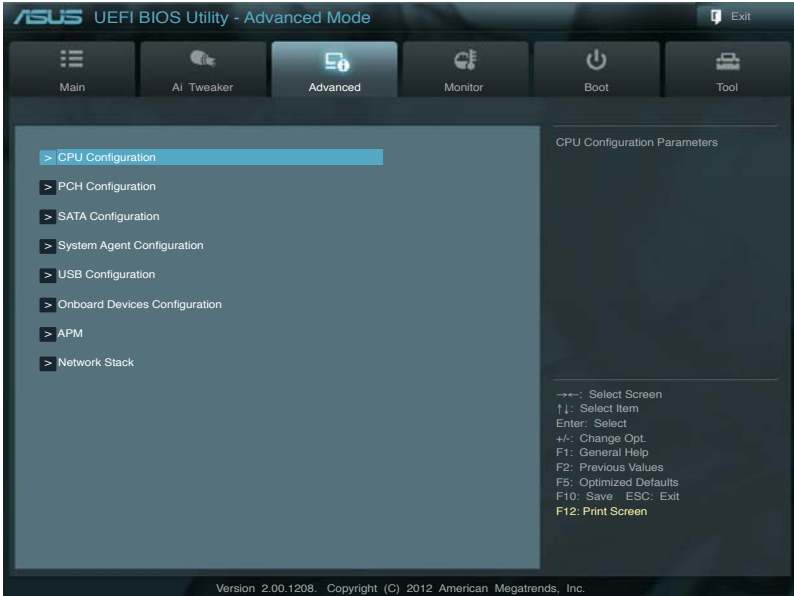 ASUS UEFI BIOS Utility - Advanced Mode
Exit
Main
Ai Tweaker
Advanced
Monitor
Boot
Tool
> CPU Configuration
> PCH Configuration
> SATA Configuration
> System Agent Configuration
> USB Configuration
> Onboard Devices Configuration
> APM
> Network Stack
CPU Configuration Parameters
→←: Select Screen
↑↓: Select Item
Enter: Select
+/-: Change Opt.
F1: General Help
F2: Previous Values
F5: Optimized Defaults
F10: Save ESC: Exit
F12: Print Screen
Version 2.00.1208. Copyright (C) 2012 American Megatrends, Inc.